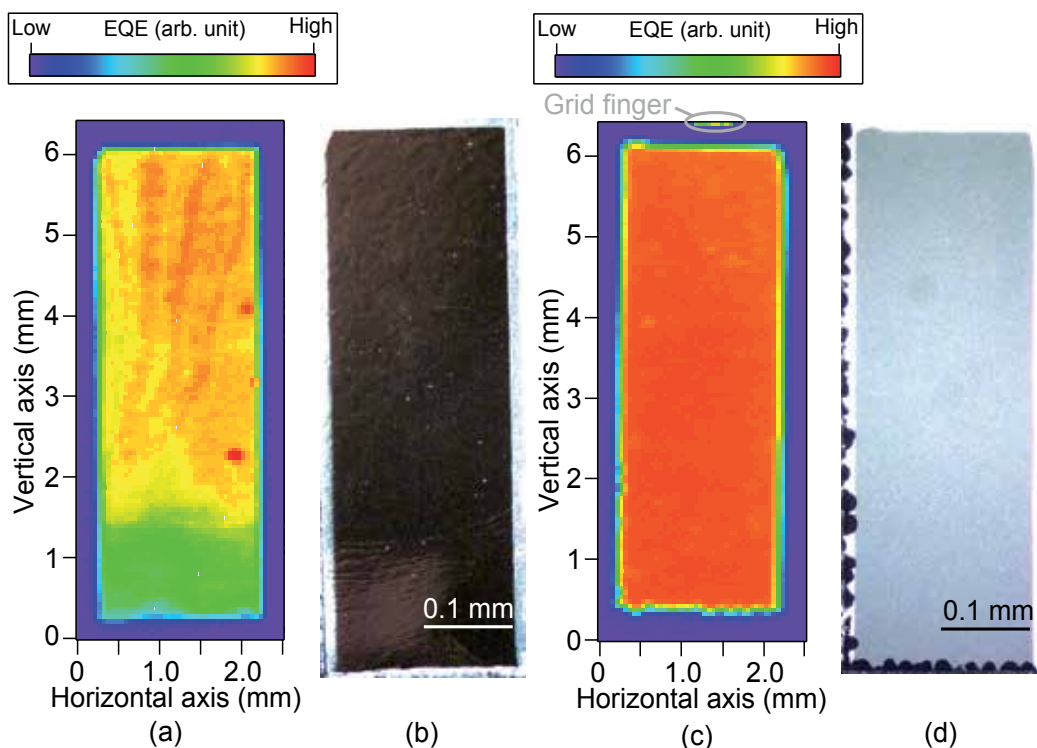 Low EQE (arb. unit) High
Low EQE (arb. unit) High
Grid finger
6
5
4
3
2
1
0
Vertical axis (mm)
0 1.0 2.0
Horizontal axis (mm)
(a)
0.1 mm
(b)
6
5
4
3
2
1
0
Vertical axis (mm)
0 1.0 2.0
Horizontal axis (mm)
(c)
0.1 mm
(d)